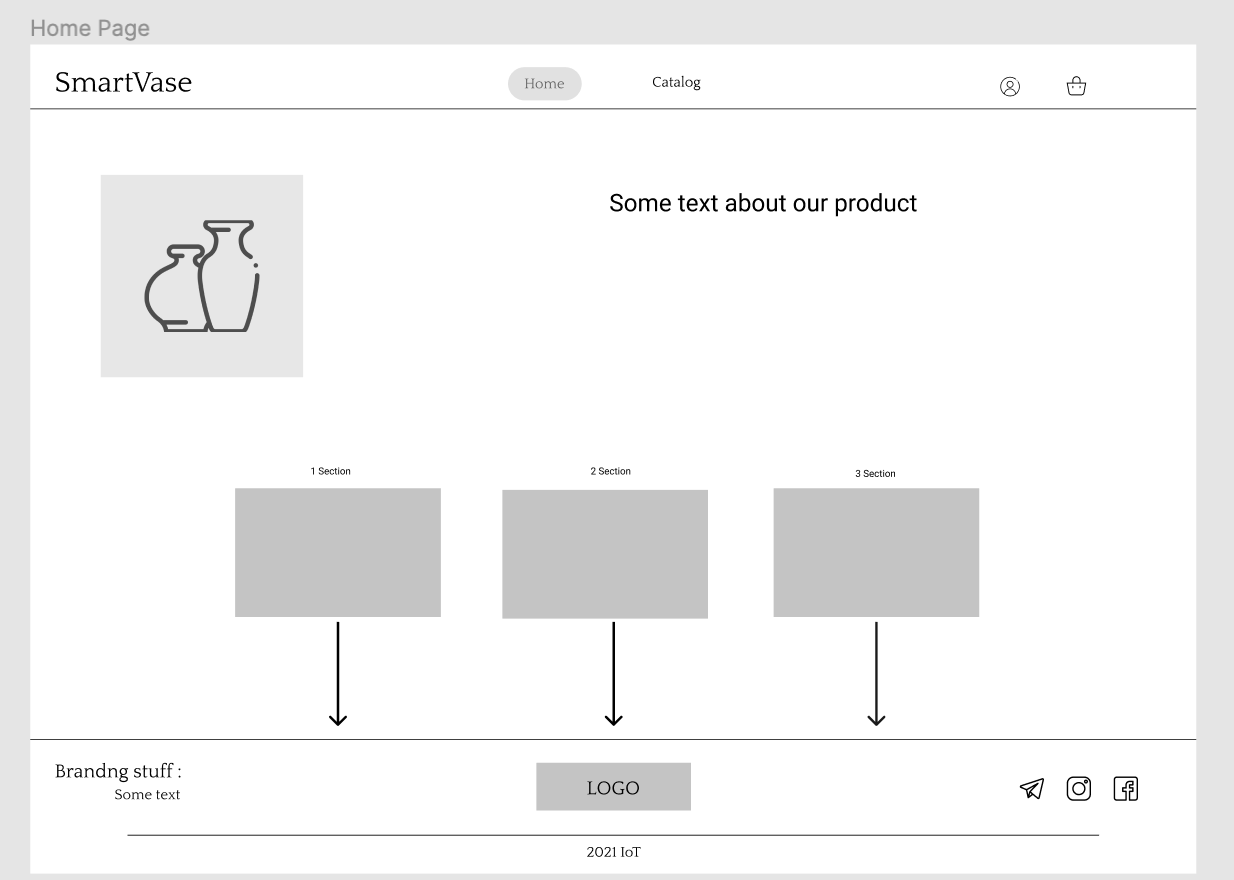 Home Page
SmartVase
Home
Catalog
Some text about our product
1 Section
2 Section
3 Section
Brandng stuff :
Some text
LOGO
2021 IoT